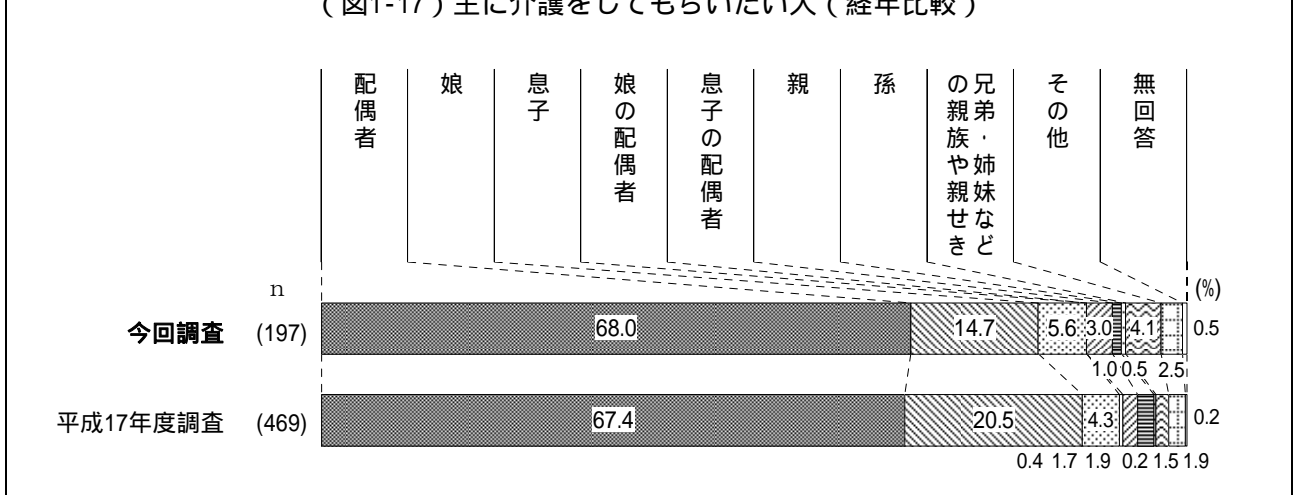 （図1-17）主に介護をしてもらいたい人（経年比較）
配偶者
娘
息子
娘の配偶者
息子の配偶者
親
孫
兄弟・姉妹など
の親族や親せき
その他
無回答
n
(%)
今回調査 (197) 68.0 14.7 5.6 3.0 4.1 0.5
1.0 0.5 2.5
平成17年度調査 (469) 67.4 20.5 4.3 0.2
0.4 1.7 1.9 0.2 1.5 1.9